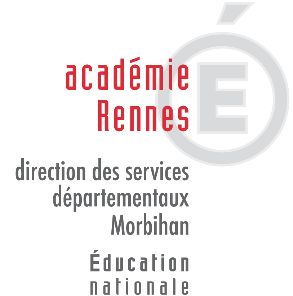 académie
Rennes
É
direction des services
départementaux
Morbihan
Éducation
nationale